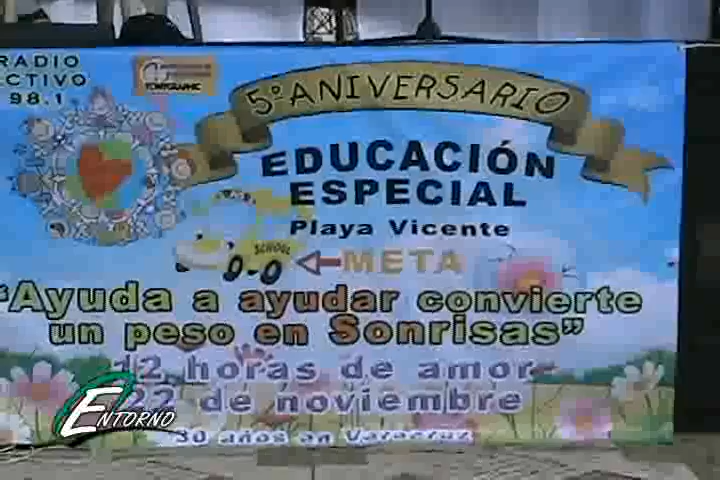 RADIO
ECTIVO
98.1
5° ANIVERSARIO
EDUCACIÓN
ESPECIAL
Playa Vicente
SCHOOL
META
"Ayuda a ayudar convierte
un peso en Sonrisas"
12 horas de amor
22 de noviembre
30 años en Veracruz
ENTORNO